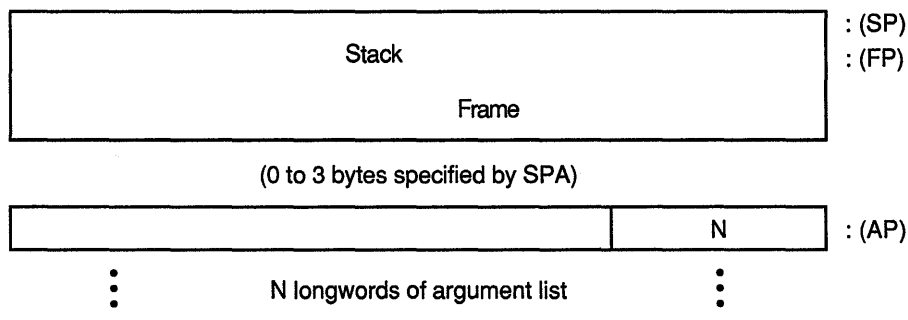 : (SP)
Stack : (FP)
Frame
(0 to 3 bytes specified by SPA)
N : (AP)
N longwords of argument list